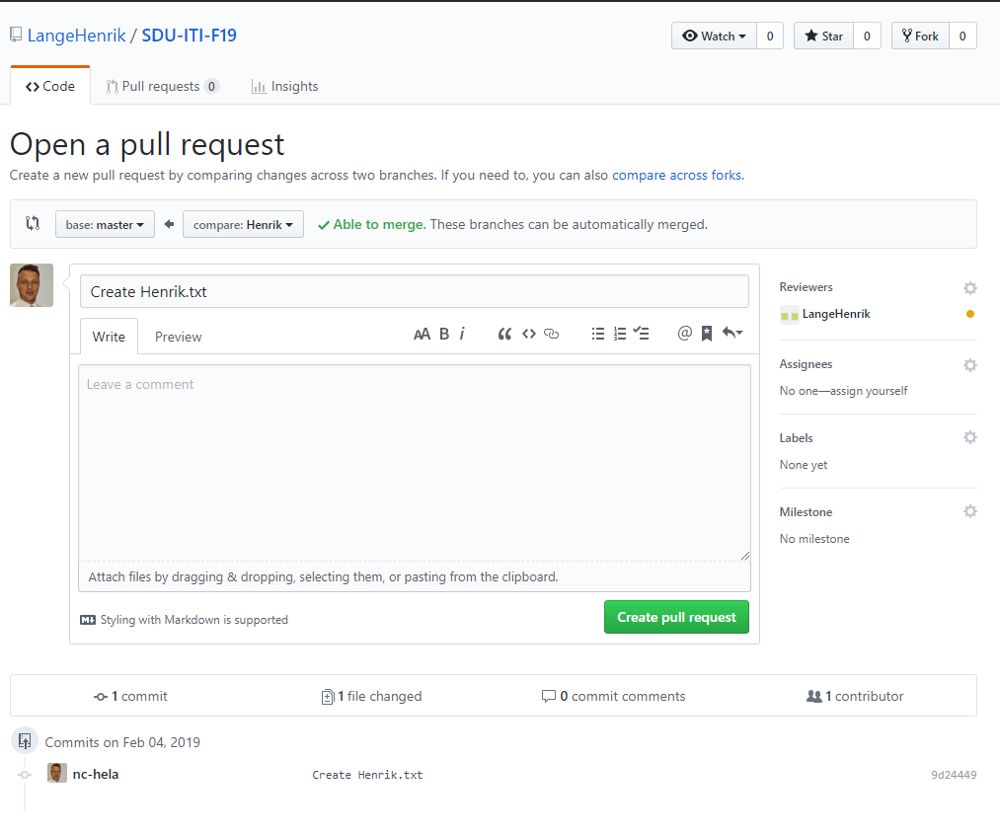 LangeHenrik / SDU-ITI-F19
Watch 0 Star 0 Fork 0
Code Pull requests 0 Insights
Open a pull request
Create a new pull request by comparing changes across two branches. If you need to, you can also compare across forks.
base: master compare: Henrik Able to merge. These branches can be automatically merged.
Create Henrik.txt
Write Preview AA B i @
Leave a comment
Attach files by dragging & dropping, selecting them, or pasting from the clipboard.
Styling with Markdown is supported
Create pull request
Reviewers
LangeHenrik
Assignees
No one—assign yourself
Labels
None yet
Milestone
No milestone
1 commit 1 file changed 0 commit comments 1 contributor
Commits on Feb 04, 2019
nc-hela Create Henrik.txt 9d24449